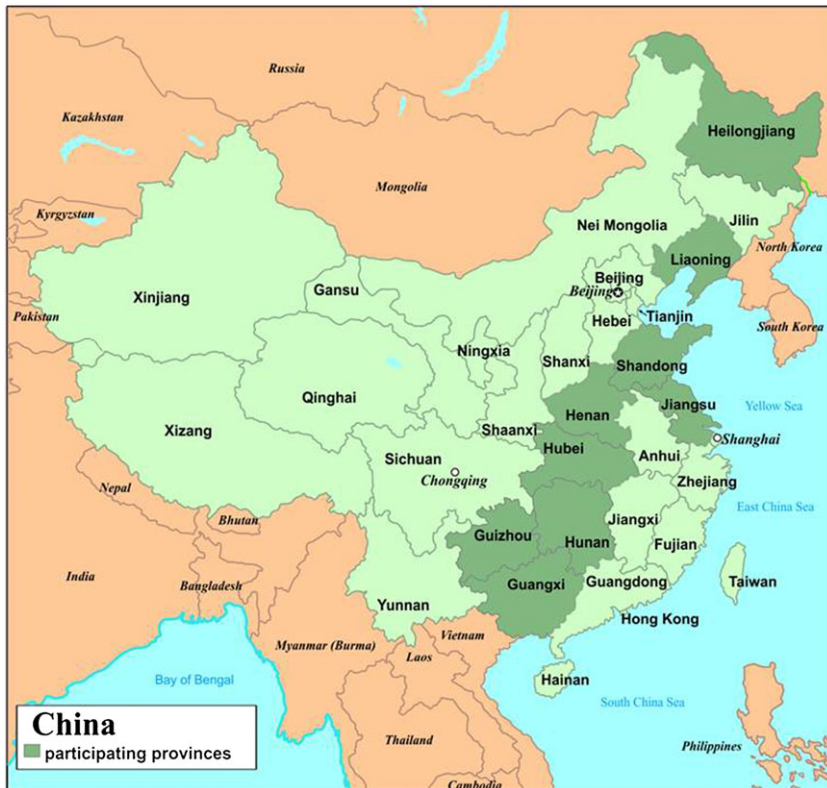 Russia
Kazakhstan
Heilongjiang
Mongolia
Kyrgyzstan
Nei Mongolia
Jilin
North Korea
Liaoning
Beijing
Beijing
Xinjiang
Gansu
Pakistan
Hebei
Tianjin
South Korea
Ningxia
Shanxi
Shandong
Qinghai
Jiangsu
Yellow Sea
Henan
Xizang
Shaanxi
Shanghai
Hubei
Anhui
Sichuan
Chongqing
Zhejiang
Nepal
East China Sea
Jiangxi
Bhutan
Guizhou
Hunan
Fujian
India
Bangladesh
Guangxi
Guangdong
Taiwan
Yunnan
Hong Kong
Vietnam
Myanmar (Burma)
Laos
Bay of Bengal
Hainan
South China Sea
China
participating provinces
Thailand
Philippines
Cambodia